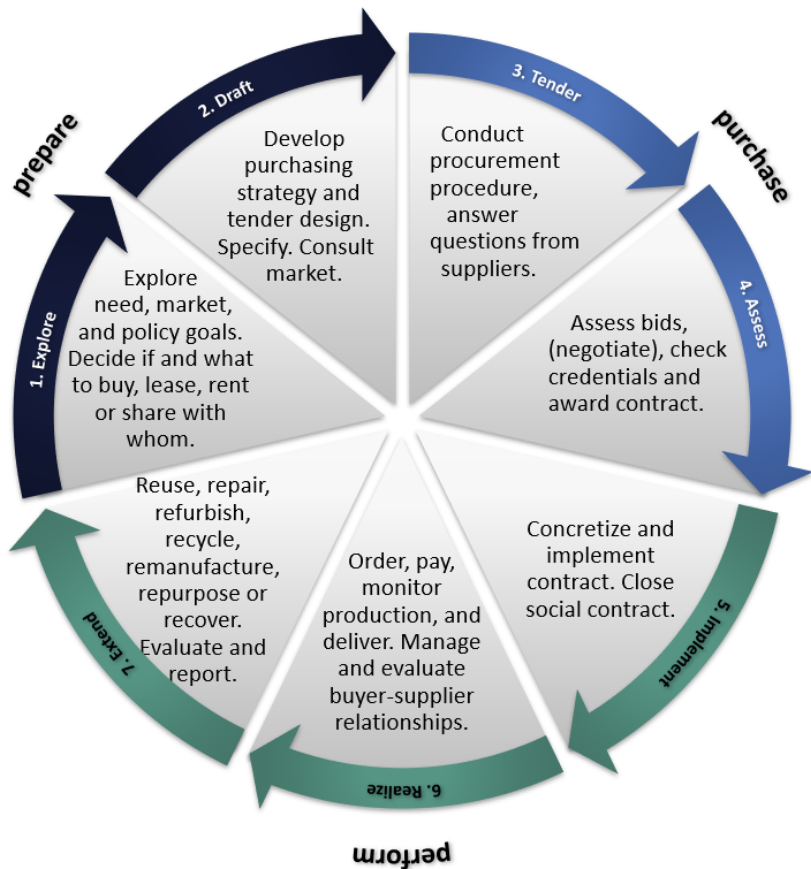 prepare
1. Explore
Explore
need, market,
and policy goals.
Decide if and what
to buy, lease, rent
or share with
whom.
2. Draft
Develop
purchasing
strategy and
tender design.
Specify. Consult
market.
purchase
3. Tender
Conduct
procurement
procedure,
answer
questions from
suppliers.
4. Assess
Assess bids,
(negotiate), check
credentials and
award contract.
perform
5. Implement
Concretize and
implement
contract. Close
social contract.
6. Realize
Order, pay,
monitor
production, and
deliver. Manage
and evaluate
buyer-supplier
relationships.
7. Extend
Reuse, repair,
refurbish,
recycle,
remanufacture,
repurpose or
recover.
Evaluate and
report.